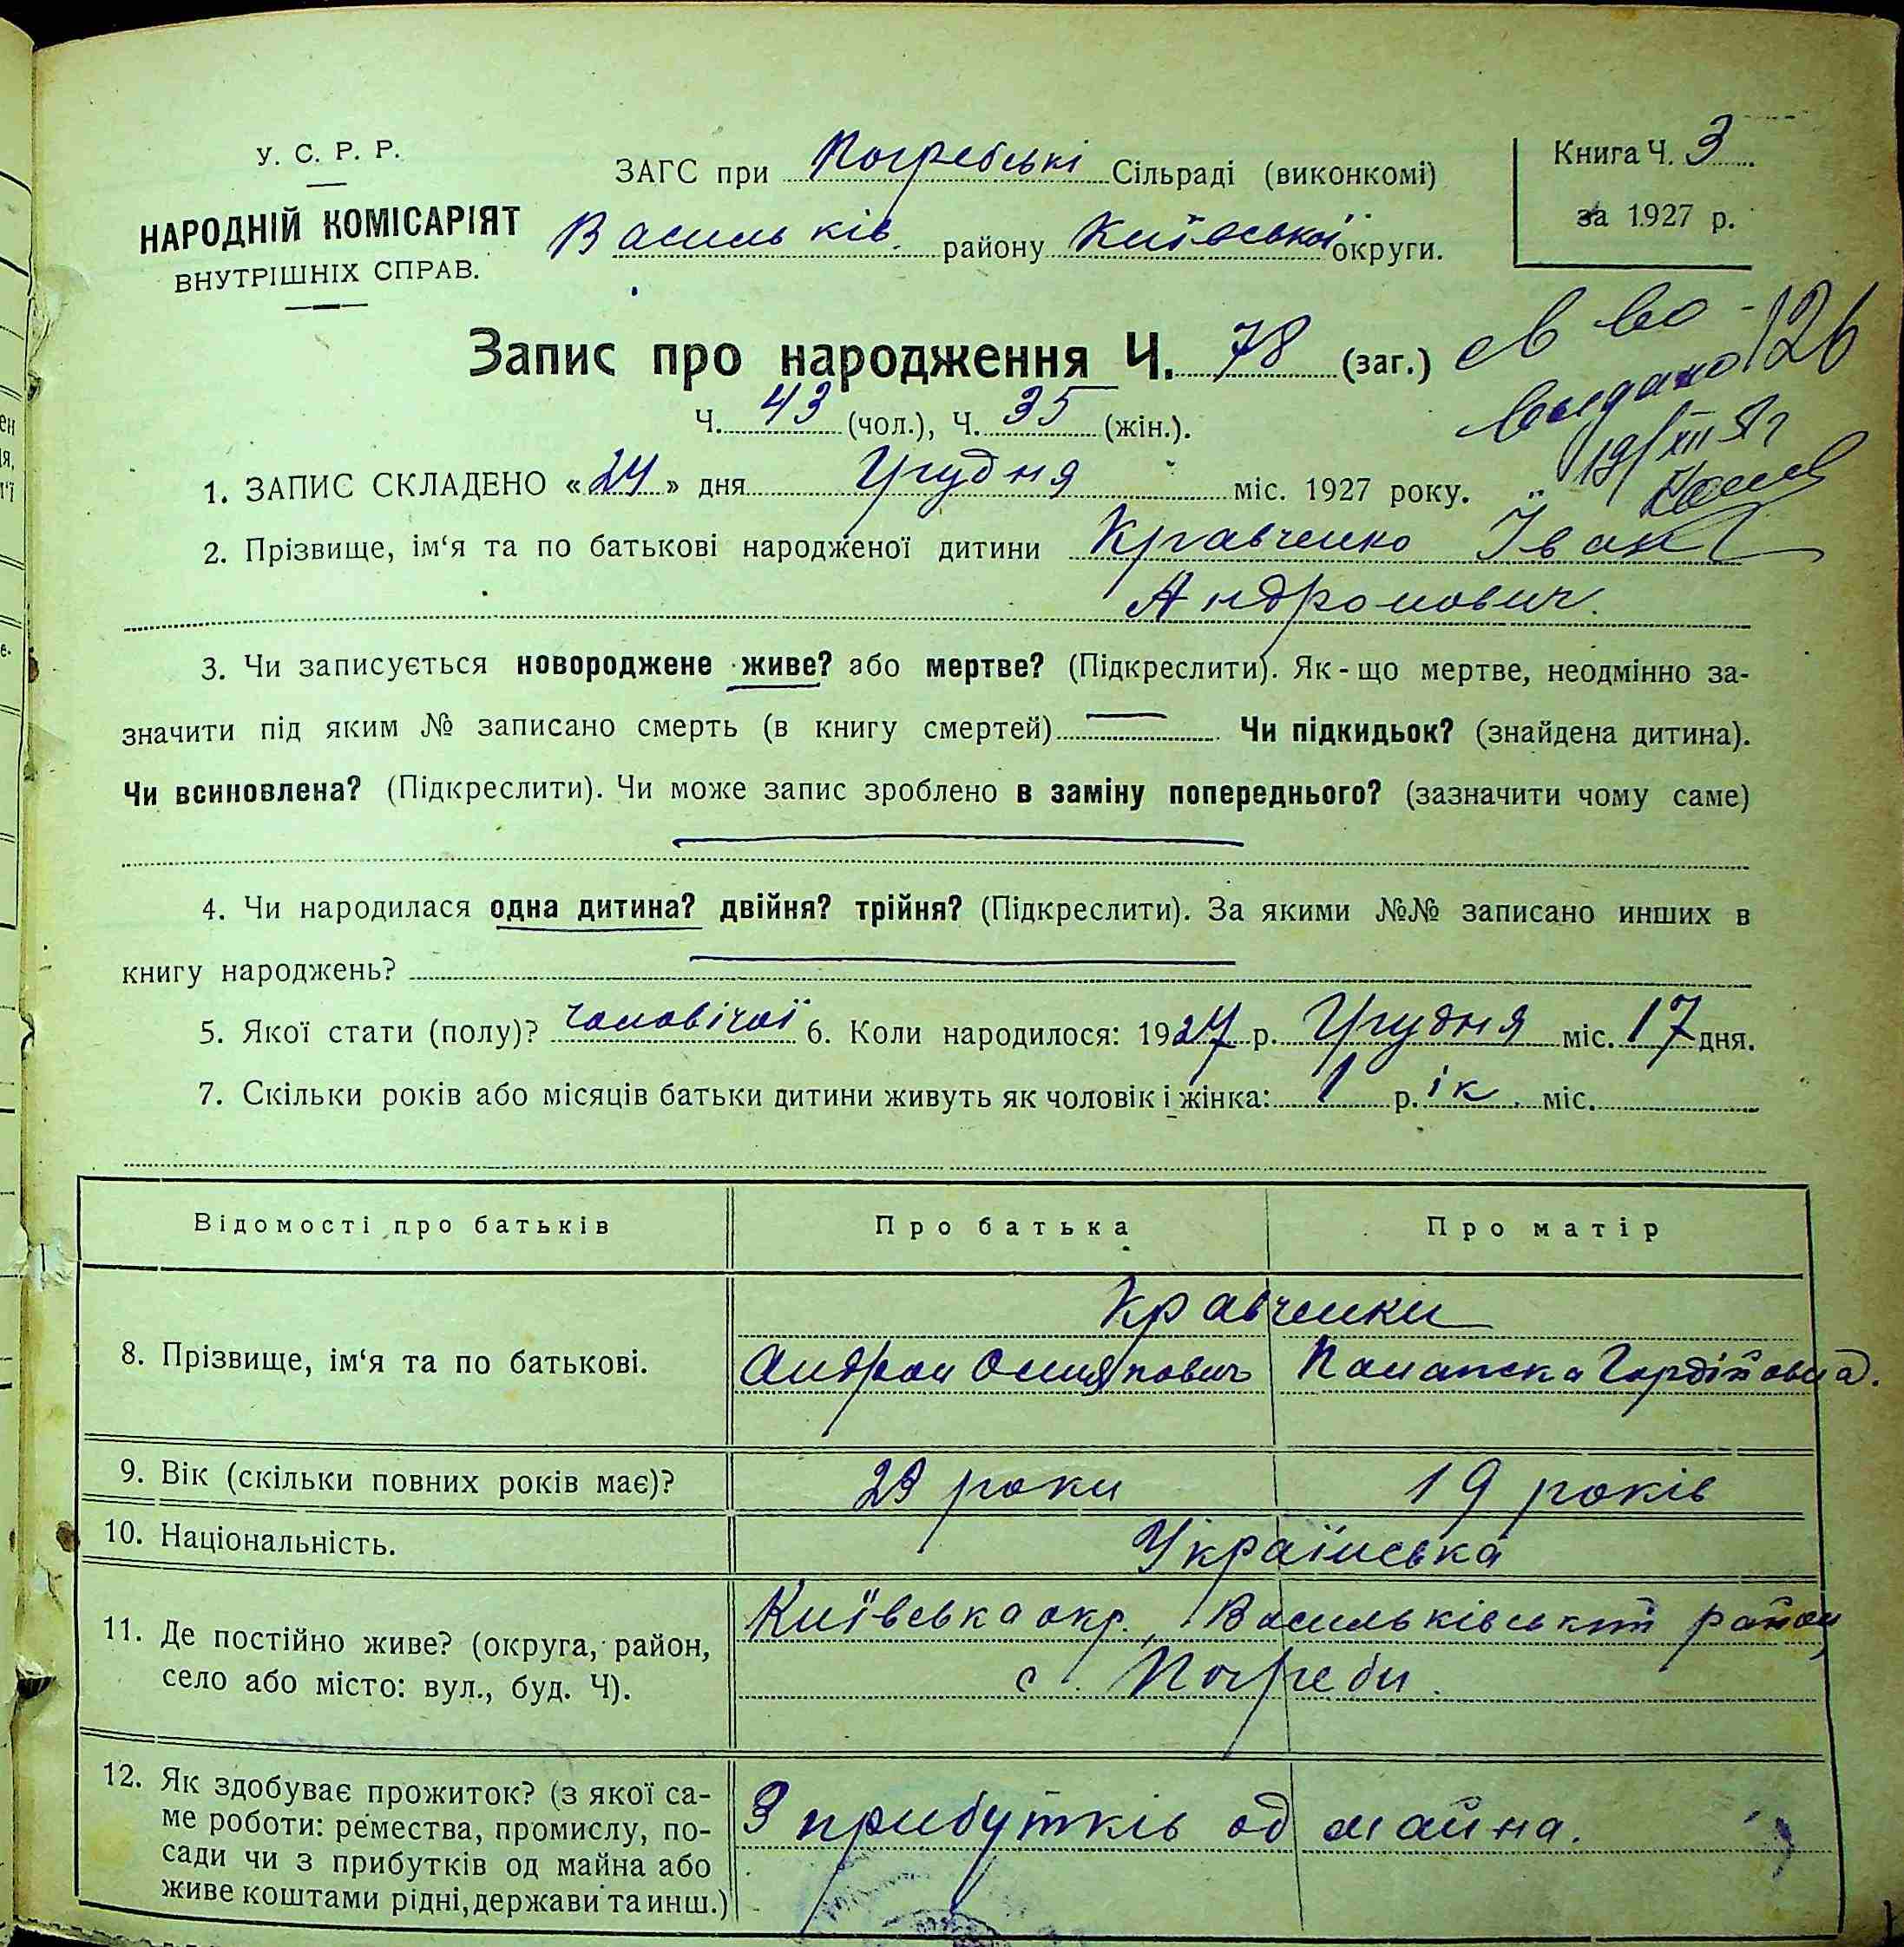 У. С. Р. Р.
НАРОДНІЙ КОМІСАРІЯТ
ВНУТРІШНІХ СПРАВ.
ЗАГС при Погребські Сільраді (виконкомі)
Васильків. району Київської округи.
Книга Ч. 3
за 1927 р.
Запис про народження Ч. 78 (заг.)
Ч. 43 (чол.), Ч. 35 (жін.).
св во - 126
выдано
19/XII
1. ЗАПИС СКЛАДЕНО «24» дня Грудня міс. 1927 року.
2. Прізвище, ім‘я та по батькові народженої дитини Кравченко Іван
Андронович.
3. Чи записується новороджене живе? або мертве? (Підкреслити). Як-що мертве, неодмінно за-
значити під яким № записано смерть (в книгу смертей) Чи підкидьок? (знайдена дитина).
Чи всиновлена? (Підкреслити). Чи може запис зроблено в заміну попереднього? (зазначити чому саме)
4. Чи народилася одна дитина? двійня? трійня? (Підкреслити). За якими №№ записано инших в
книгу народжень?
5. Якої стати (полу)? чоловічої 6. Коли народилося: 1927 р. Грудня міс. 17 дня.
7. Скільки років або місяців батьки дитини живуть як чоловік і жінка: 1 р. ік. міс.
Відомості про батьків Про батька Про матір
Кравченки
8. Прізвище, ім‘я та по батькові. Андрон Гордійовна.
9. Вік (скільки повних років має)? 29 роки 19 років
10. Національність. Українська
11. Де постійно живе? (округа, район,
село або місто: вул., буд. Ч).
Київська окр., Васильківський район,
с. Погреби.
12. Як здобуває прожиток? (з якої са-
ме роботи: ремества, промислу, по-
сади чи з прибутків од майна або
живе коштами рідні, держави та инш.)
З прибутків од майна.